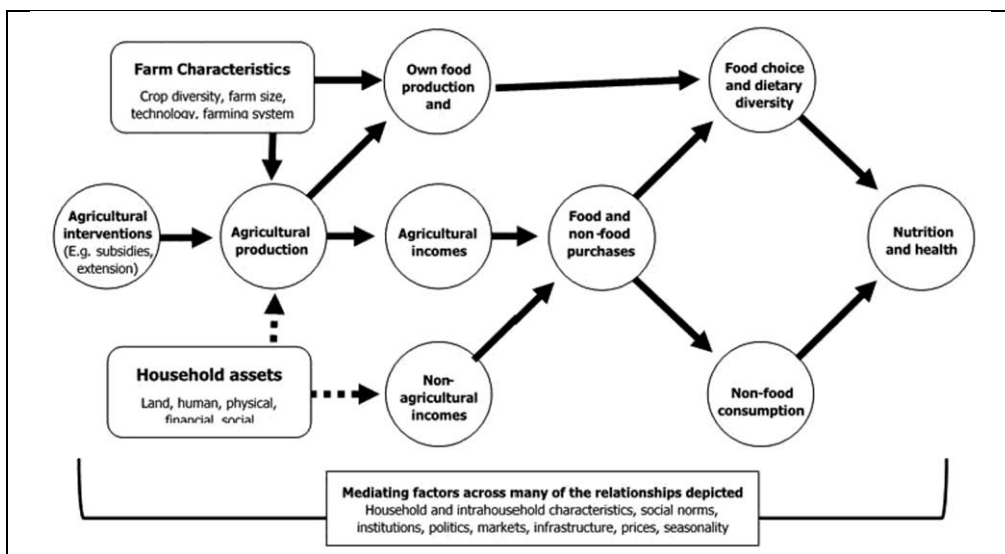 Farm Characteristics
Crop diversity, farm size,
technology, farming system
Own food
production
and
Food choice
and dietary
diversity
Agricultural
interventions
(E.g. subsidies,
extension)
Agricultural
production
Agricultural
incomes
Food and
non-food
purchases
Nutrition
and health
Household assets
Land, human, physical,
financial, social
Non-
agricultural
incomes
Non-food
consumption
Mediating factors across many of the relationships depicted
Household and intrahousehold characteristics, social norms,
institutions, politics, markets, infrastructure, prices, seasonality